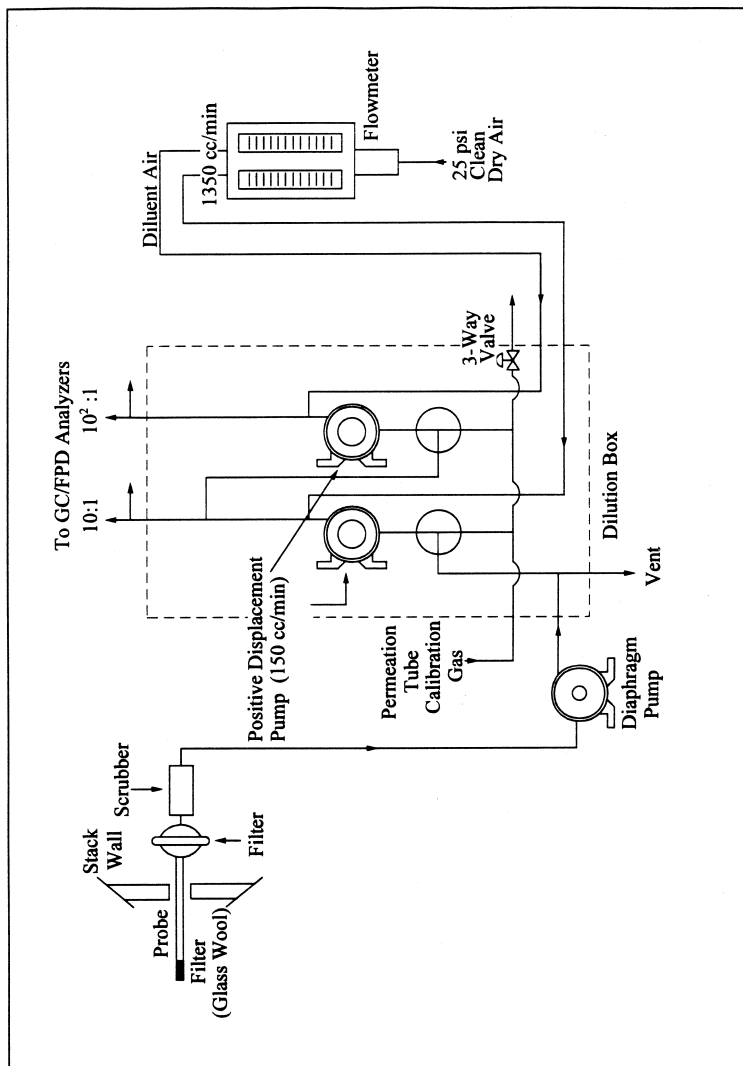 Probe
Filter
(Glass Wool)
Stack
Wall
Filter
Scrubber
To GC/FPD Analyzers
10:1
10² :1
Positive Displacement
Pump (150 cc/min)
Permeation
Tube
Calibration
Gas
Diaphragm
Pump
Vent
Dilution Box
3-Way
Valve
Diluent Air
1350 cc/min
Flowmeter
25 psi
Clean
Dry Air